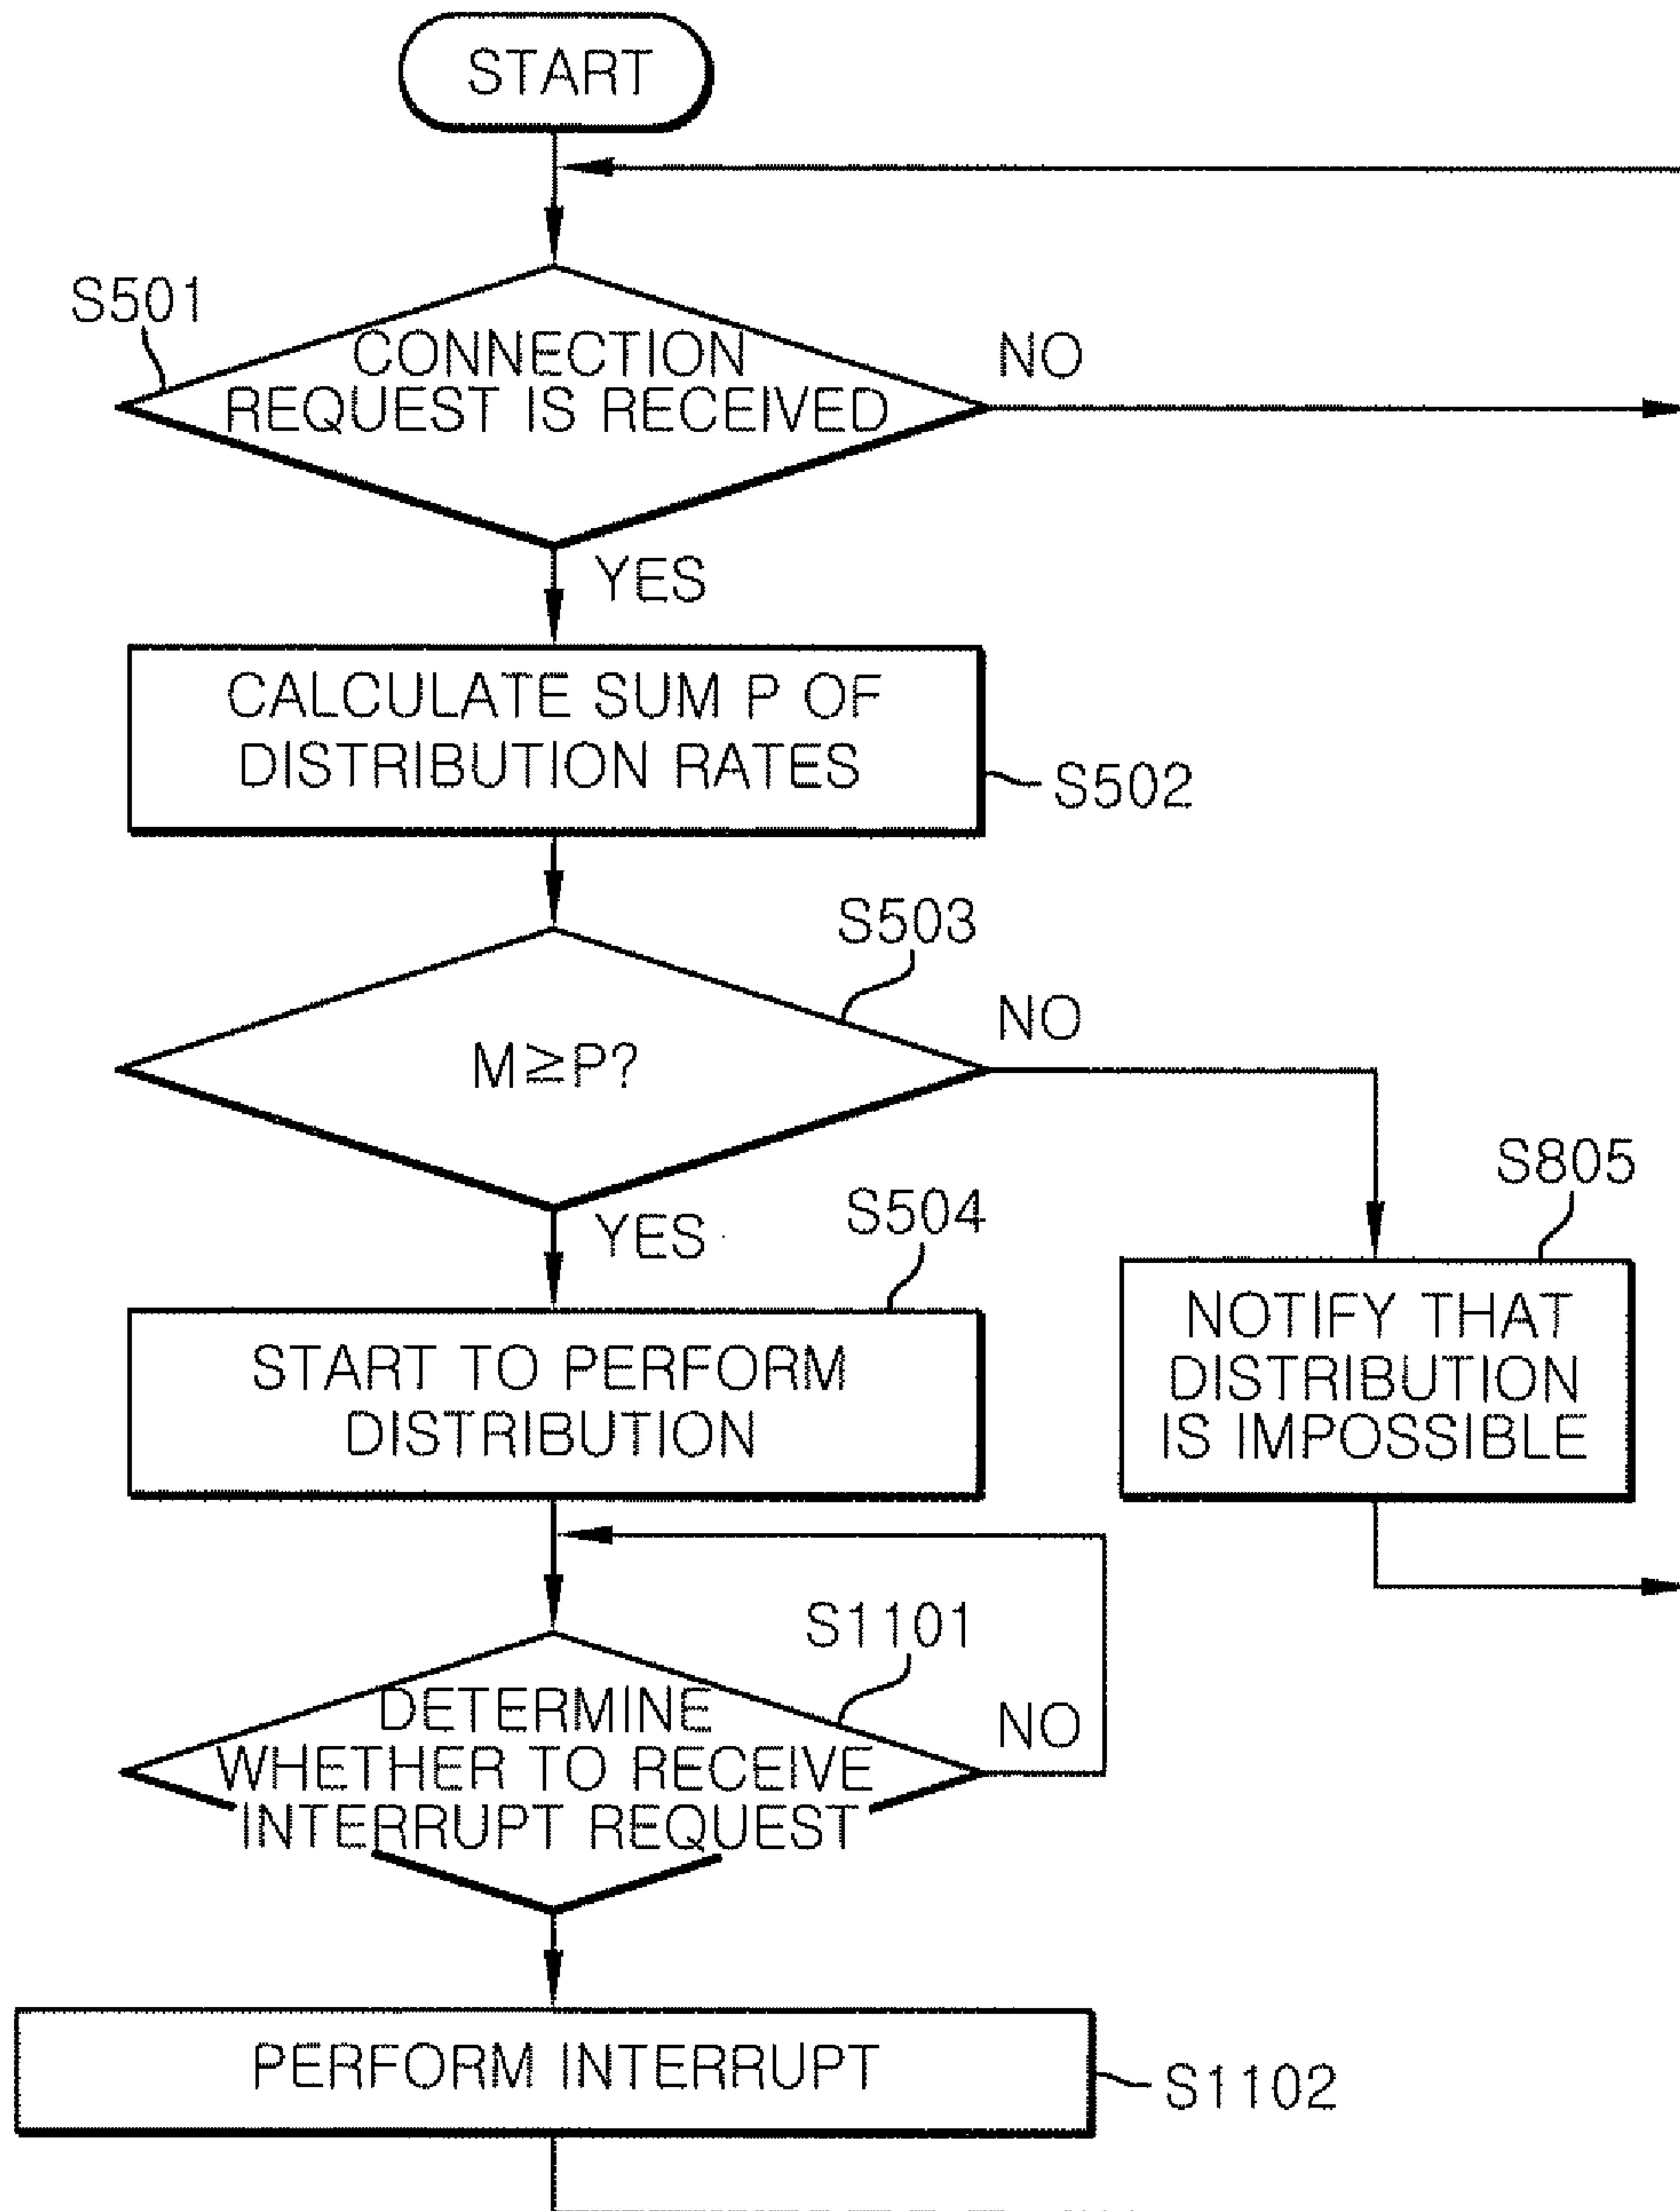 START
S501
CONNECTION
REQUEST IS RECEIVED
NO
YES
CALCULATE SUM P OF
DISTRIBUTION RATES
S502
S503
NO
M≧P?
S805
YES
S504
NOTIFY THAT
DISTRIBUTION
IS IMPOSSIBLE
START TO PERFORM
DISTRIBUTION
S1101
DETERMINE
WHETHER TO RECEIVE
INTERRUPT REQUEST
NO
PERFORM INTERRUPT
S1102